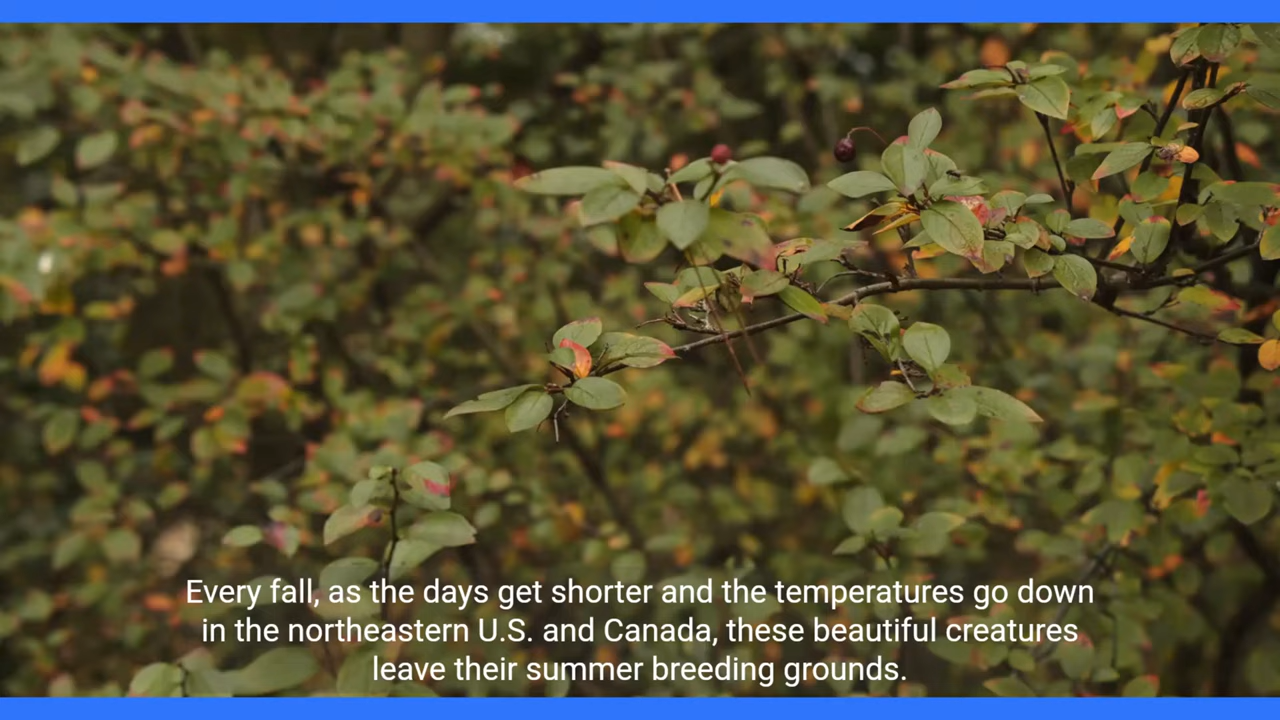 Every fall, as the days get shorter and the temperatures go down
in the northeastern U.S. and Canada, these beautiful creatures
leave their summer breeding grounds.